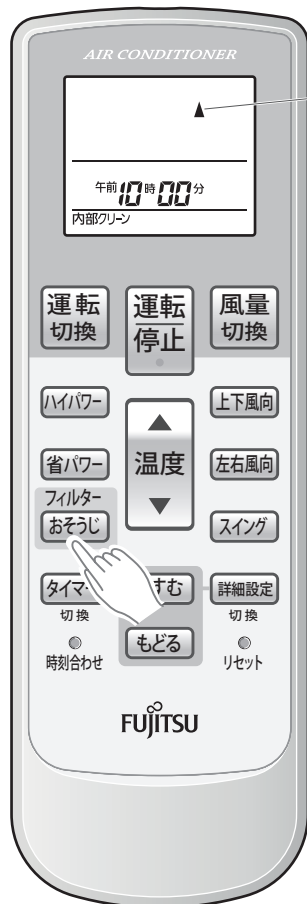 AIR CONDITIONER
午前10時00分
内部クリーン
運転切換
運転停止
風量切換
ハイパワー
上下風向
省パワー
温度
左右風向
フィルター
おそうじ
スイング
タイマー
すむ
詳細設定
切換
もどる
切換
時刻合わせ
リセット
FUJITSU